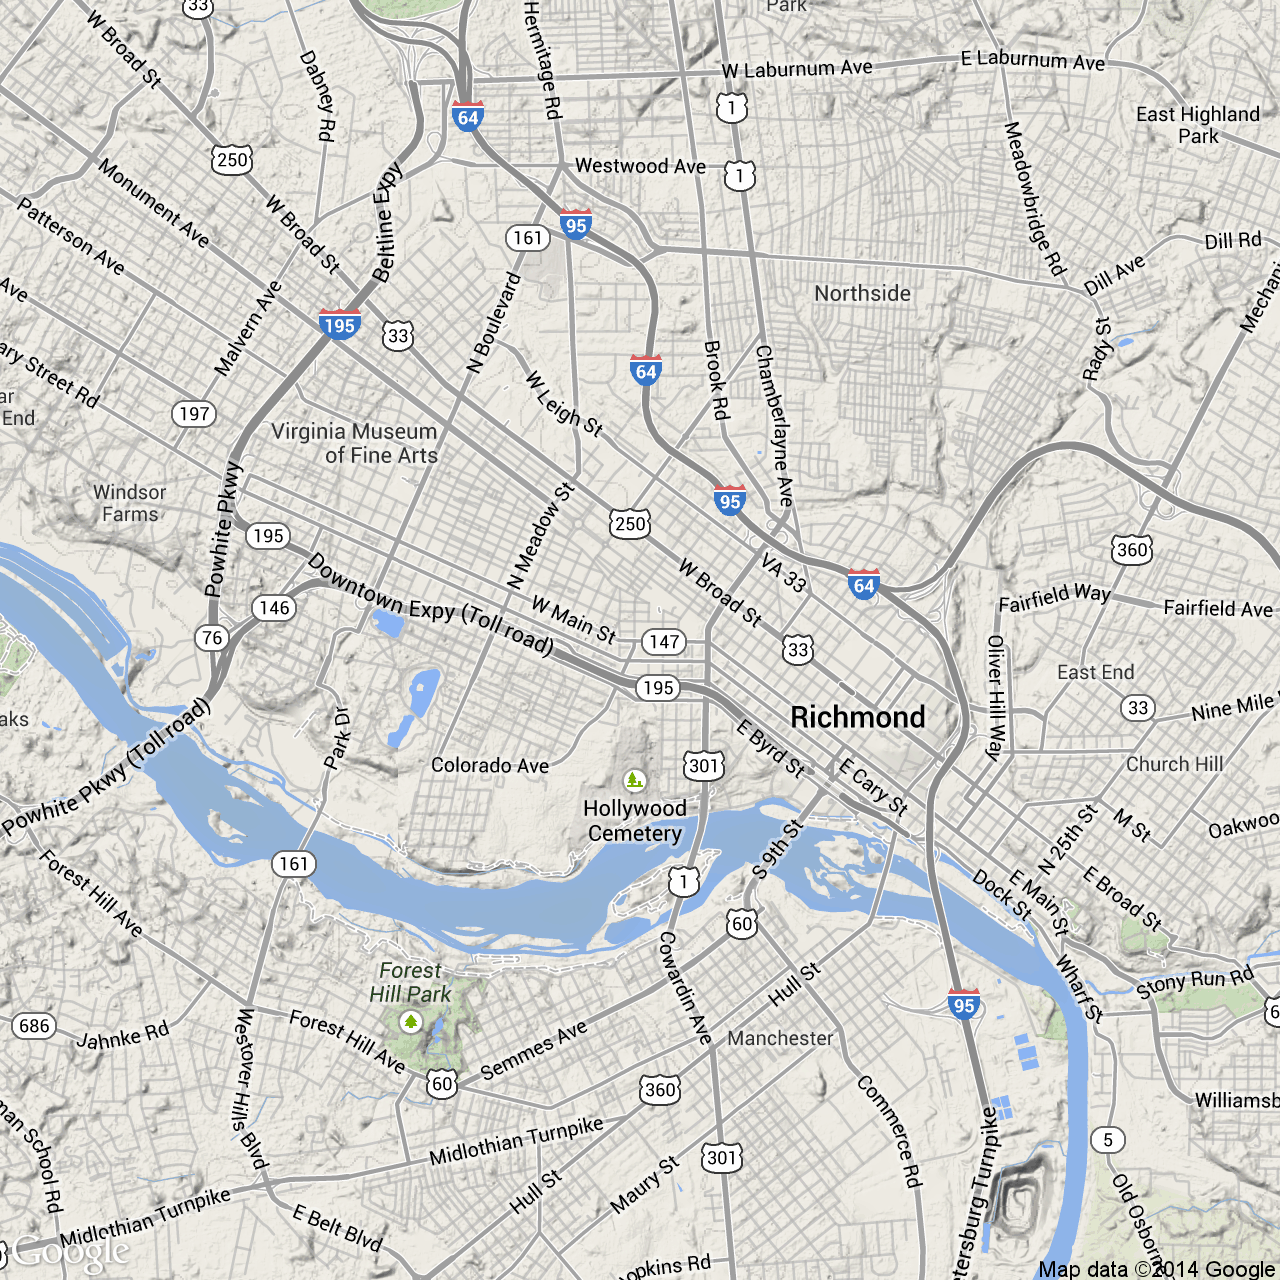 33
Park
W Broad St
Dabney Rd
Hermitage Rd
W Laburnum Ave
E Laburnum Ave
64
1
East Highland
Park
250
Westwood Ave
1
Meadowbridge Rd
Monument Ave
Beltline Expy
Patterson Ave
W Broad St
161
95
Dill Rd
Dill Ave
Northside
Ave
Malvern Ave
195
33
N Boulevard
64
Brook Rd
Chamberlayne Ave
Rady St
ary Street Rd
W Leigh St
End
197
Virginia Museum
of Fine Arts
Windsor
Farms
Powhite Pkwy
N Meadow St
95
250
195
VA 33
64
360
Downtown Expy (Toll road)
W Broad St
Fairfield Way
Fairfield Ave
146
W Main St
76
147
33
Oliver Hill Way
East End
195
33
Nine Mile
Richmond
Powhite Pkwy (Toll road)
Park Dr
E Byrd St
Colorado Ave
301
E Cary St
Church Hill
Hollywood
Cemetery
M St
Oakwoo
S 9th St
N 25th St
161
1
Forest Hill Ave
Dock St
E Main St
E Broad St
60
Cowardin Ave
Forest
Hill Park
Hull St
Wharf St
Stony Run Rd
95
686
Jahnke Rd
Westover Hills Blvd
Forest Hill Ave
Semmes Ave
Manchester
60
360
Commerce Rd
Williamsb
man School Rd
Midlothian Turnpike
5
301
Hull St
Maury St
etersburg Turnpike
Old Osborn
Midlothian Turnpike
E Belt Blvd
opkins Rd
Google
Map data ©2014 Google